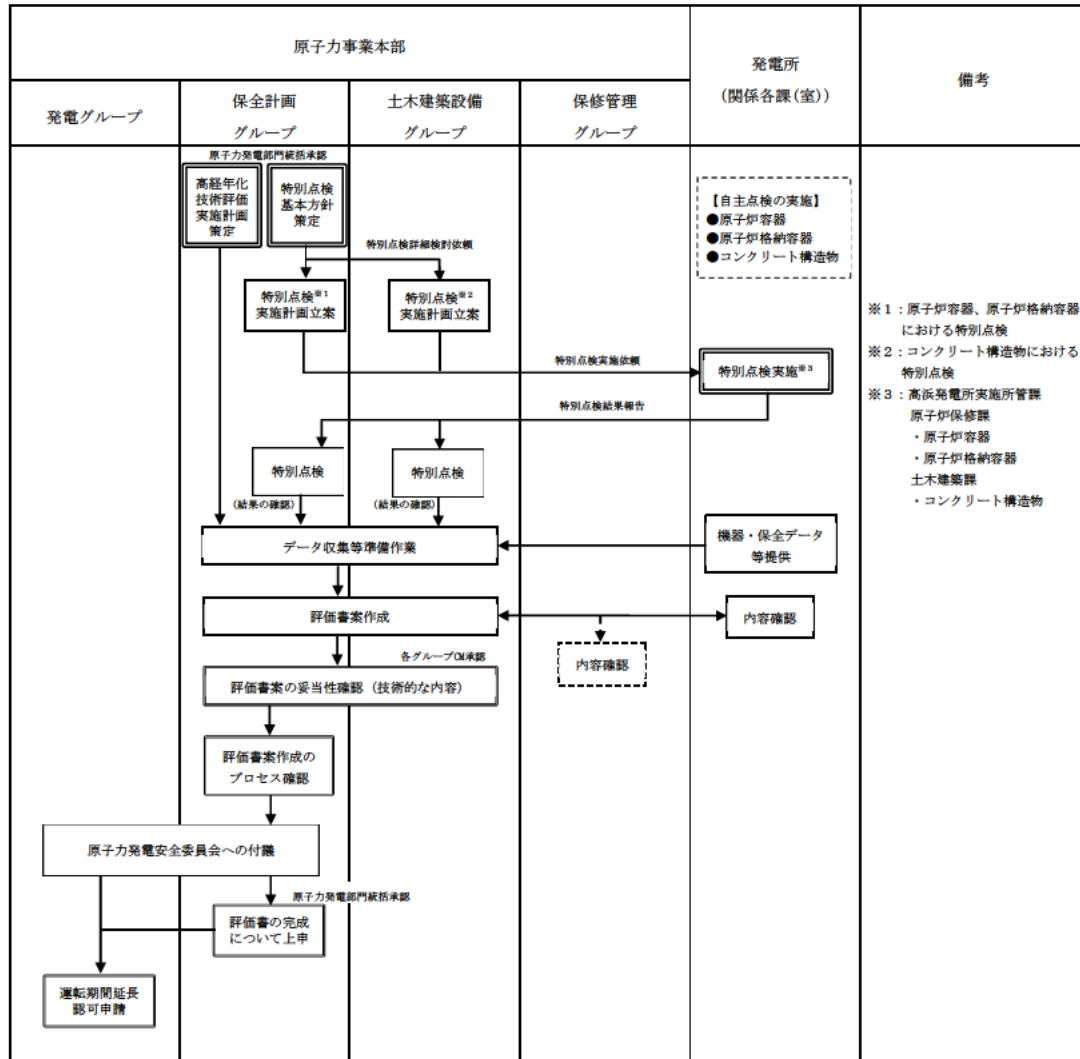 原子力事業本部
発電所
(関係各課(室))
備考
発電グループ
保全計画
グループ
土木建築設備
グループ
保修管理
グループ
原子力発電部門統括承認
高経年化
技術評価
実施計画
策定
特別点検
基本方針
策定
【自主点検の実施】
●原子炉容器
●原子炉格納容器
●コンクリート構造物
特別点検詳細検討依頼
特別点検※1
実施計画立案
特別点検※2
実施計画立案
※1：原子炉容器、原子炉格納容器
における特別点検
※2：コンクリート構造物における
特別点検
※3：高浜発電所実施所管課
原子炉保修課
・原子炉容器
・原子炉格納容器
土木建築課
・コンクリート構造物
特別点検実施依頼
特別点検実施※3
特別点検結果報告
特別点検
特別点検
(結果の確認)
(結果の確認)
データ収集等準備作業
機器・保全データ
等提供
評価書案作成
内容確認
内容確認
各グループCM承認
評価書案の妥当性確認（技術的な内容）
評価書案作成の
プロセス確認
原子力発電安全委員会への付議
原子力発電部門統括承認
評価書の完成
について上申
運転期間延長
認可申請